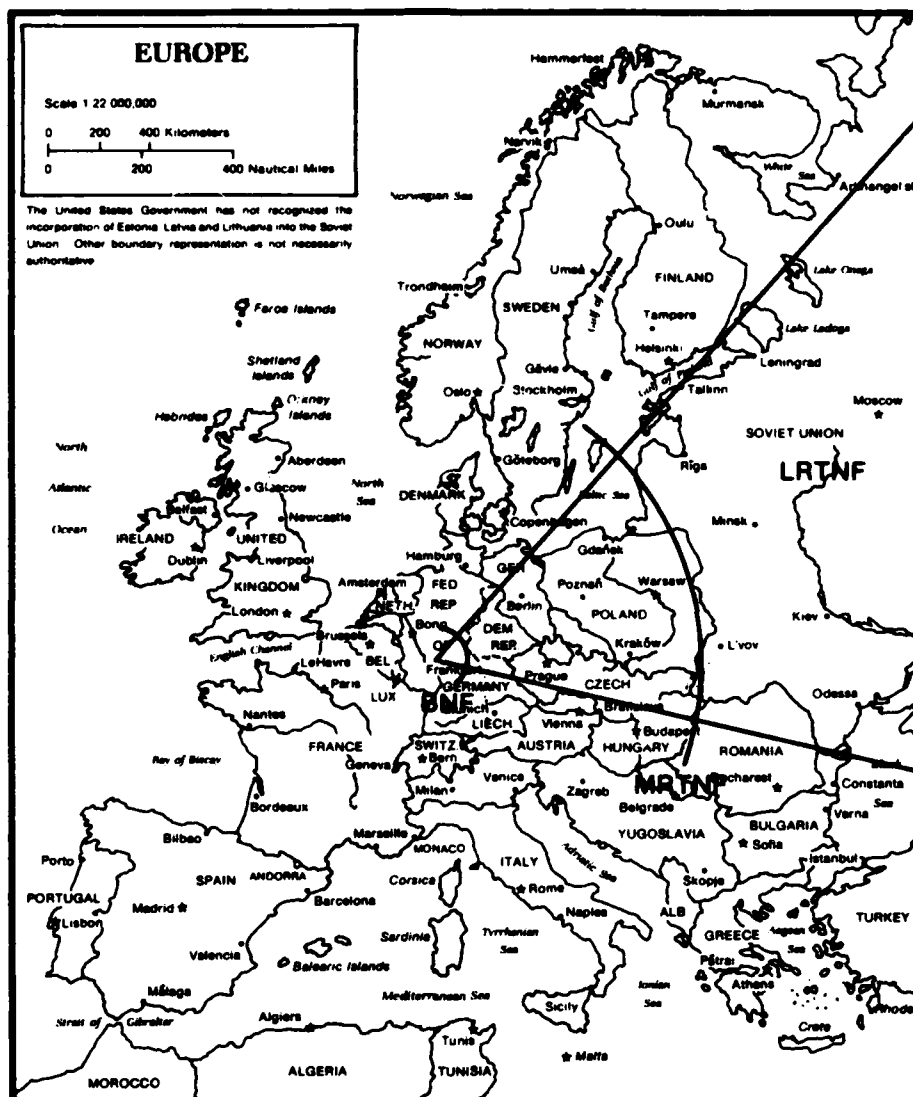 EUROPE
Scale 1 22 000,000
0 200 400 Kilometers
0 200 400 Nautical Miles
The United States Government has not recognized the
incorporation of Estonia Latvia and Lithuania into the Soviet
Union Other boundary representation is not necessarily
authoritative
Hammerfest
Murmansk
Narvik
White Sea
Norwegian Sea
Oulu
Umeå
FINLAND
Lake Onega
Trondheim
Gulf of Bothnia
Faroe Islands
SWEDEN
Tampere
Lake Ladoga
NORWAY
Helsinki
Leningrad
Shetland
Islands
Gävle
Tallinn
Oslo
Stockholm
Moscow
Hebrides
Orkney
Islands
SOVIET UNION
North
Atlantic
Ocean
Aberdeen
Göteborg
Rīga
LRTNF
Glasgow
North
Sea
DENMARK
Baltic Sea
Belfast
Newcastle
Copenhagen
Minsk
IRELAND
UNITED
Gdańsk
Dublin
Liverpool
Hamburg
GER
KINGDOM
Amsterdam
FED
Poznań
Warsaw
London
NETH
REP
Berlin
POLAND
Kiev
Brussels
Bonn
DEM
REP
English Channel
BEL
Kraków
L'vov
LeHavre
Paris
LUX
GERMANY
Prague
CZECH
Odessa
BNF
Nantes
LIECH
Vienna
Budapest
FRANCE
SWITZ.
AUSTRIA
HUNGARY
ROMANIA
Bay of Biscay
Geneva
Bern
Venice
MRTNF
Constanta
Sea
Bordeaux
Milan
Zagreb
Belgrade
Varna
Bilbao
Marseille
YUGOSLAVIA
BULGARIA
Porto
MONACO
ITALY
Adriatic Sea
Sofia
Istanbul
SPAIN
ANDORRA
Corsica
PORTUGAL
Barcelona
Rome
Skopje
Madrid
ALB
TURKEY
Lisbon
Naples
Sardinia
Tyrrhenian
Sea
GREECE
Aegean
Sea
Valencia
Balearic Islands
Athens
Málaga
Mediterranean Sea
Ionian
Sea
Sicily
Strait of Gibraltar
Algiers
Crete
Tunis
Malta
MOROCCO
ALGERIA
TUNISIA